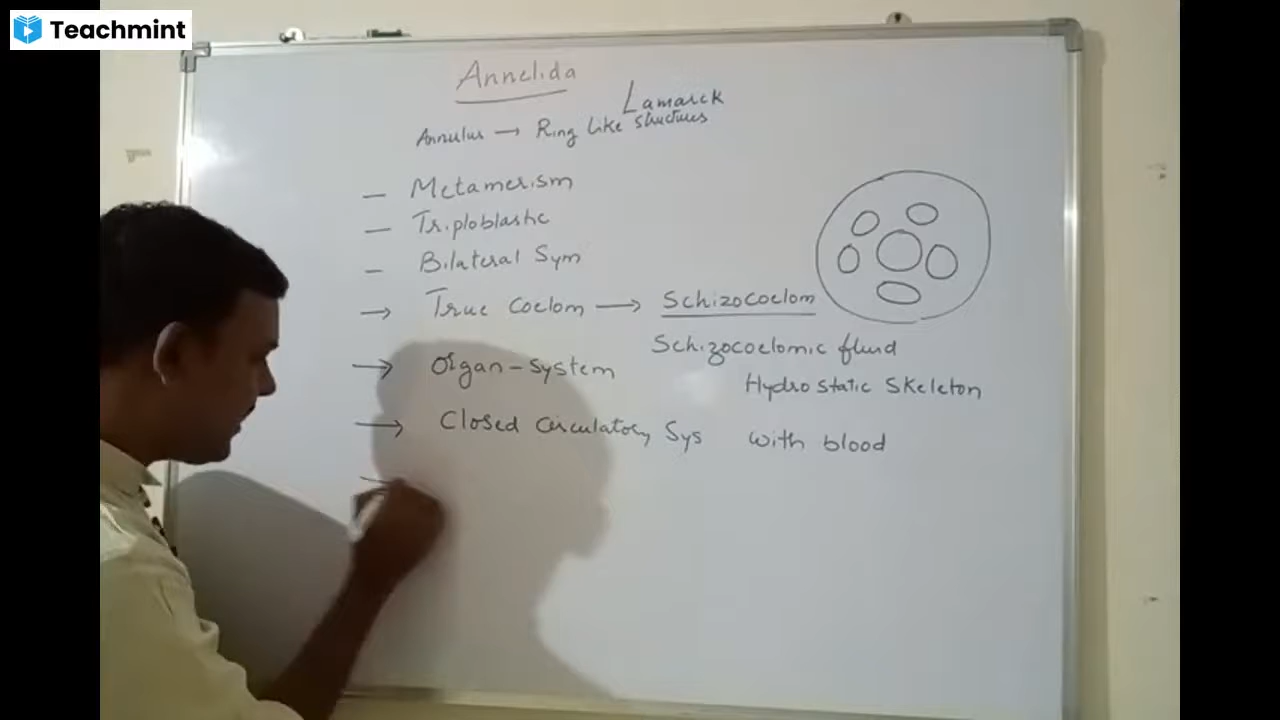 Teachmint
Annelida
Lamarck
Annulus → Ring like structures
— Metamerism
— Triploblastic
— Bilateral Sym
→ True Coelom → Schizocoelom
Schizocoelomic fluid
→ Organ-system
Hydrostatic Skeleton
→ Closed circulatory Sys with blood